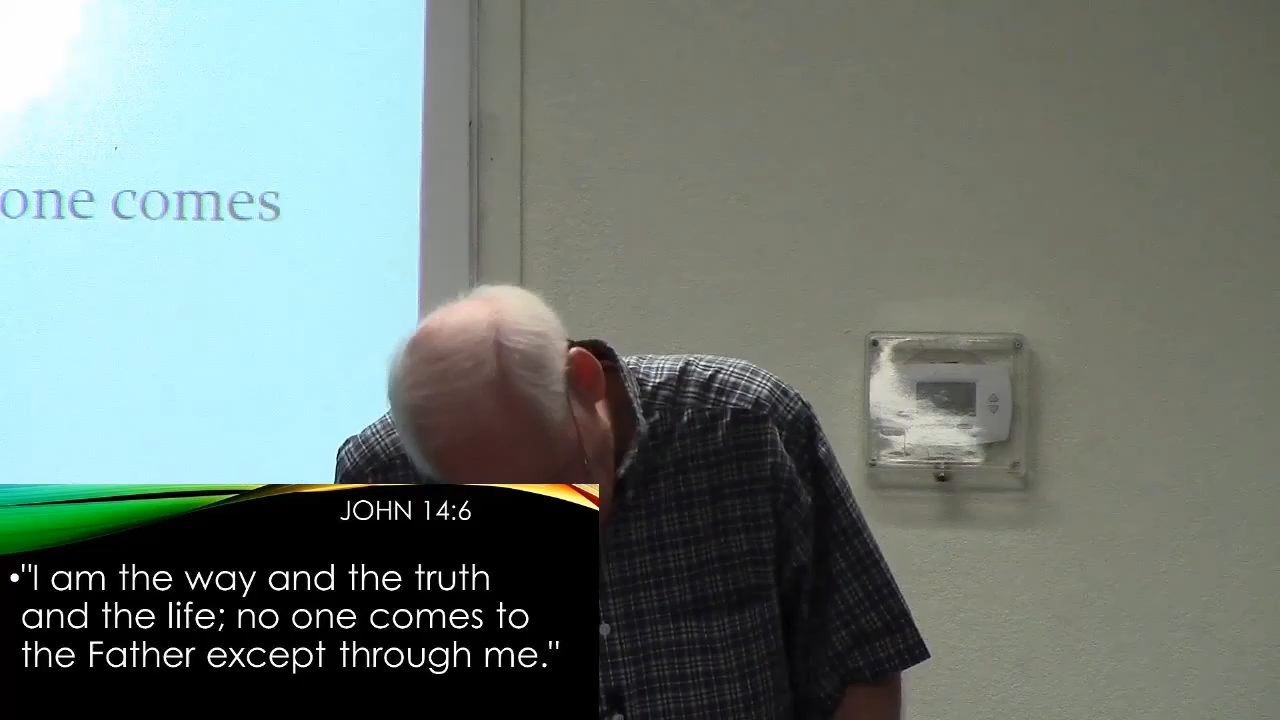 one comes
JOHN 14:6
•"I am the way and the truth
and the life; no one comes to
the Father except through me."